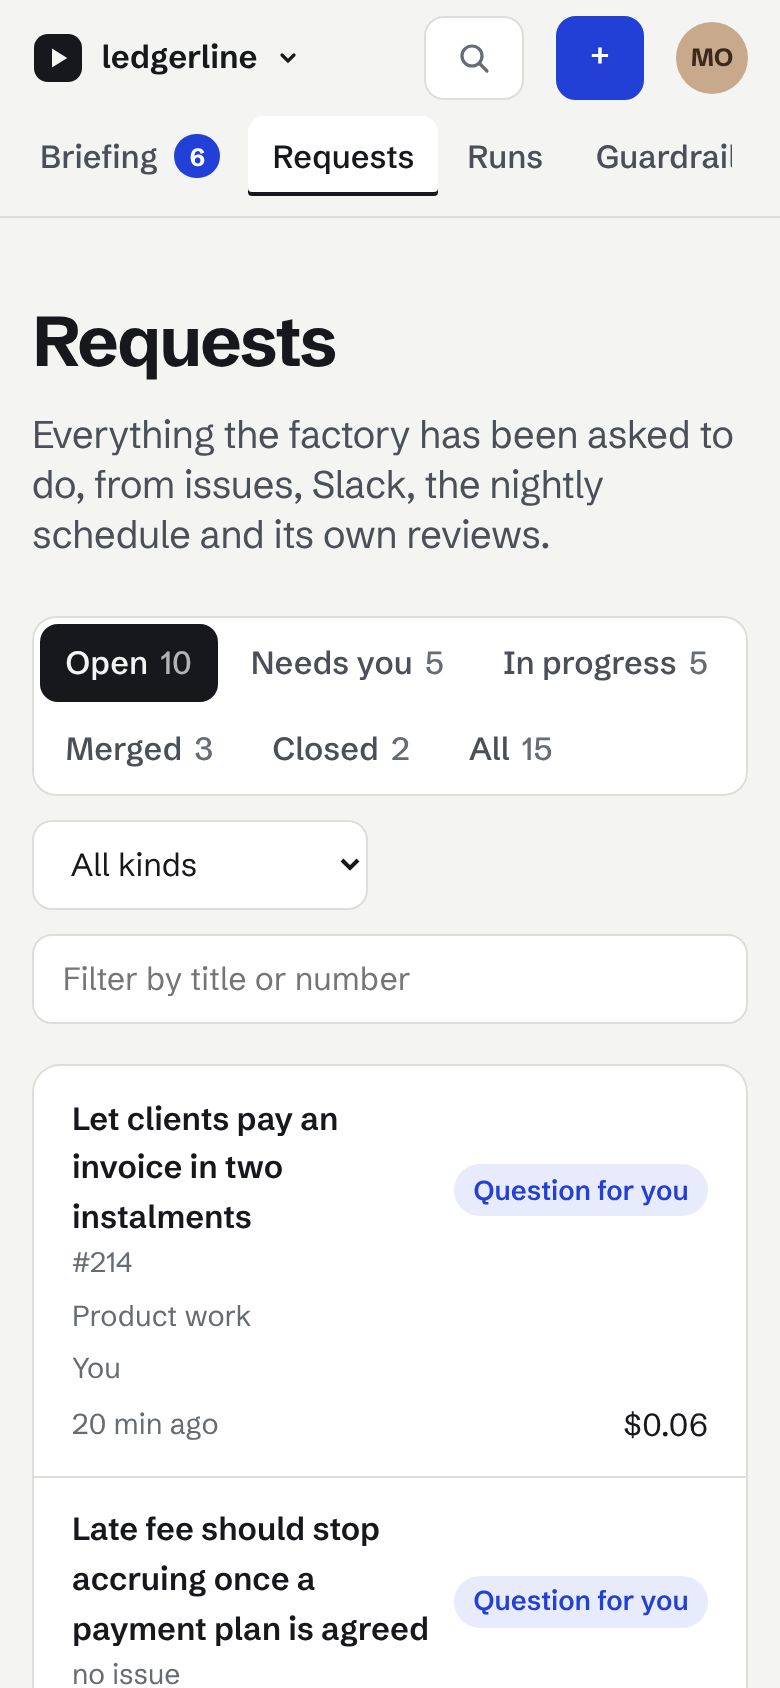 ledgerline
+
MO
Briefing 6
Requests
Runs
Guardrail
Requests
Everything the factory has been asked to
do, from issues, Slack, the nightly
schedule and its own reviews.
Open 10
Needs you 5
In progress 5
Merged 3
Closed 2
All 15
All kinds
Filter by title or number
Let clients pay an
invoice in two
instalments
Question for you
#214
Product work
You
20 min ago
$0.06
Late fee should stop
accruing once a
payment plan is agreed
Question for you
no issue